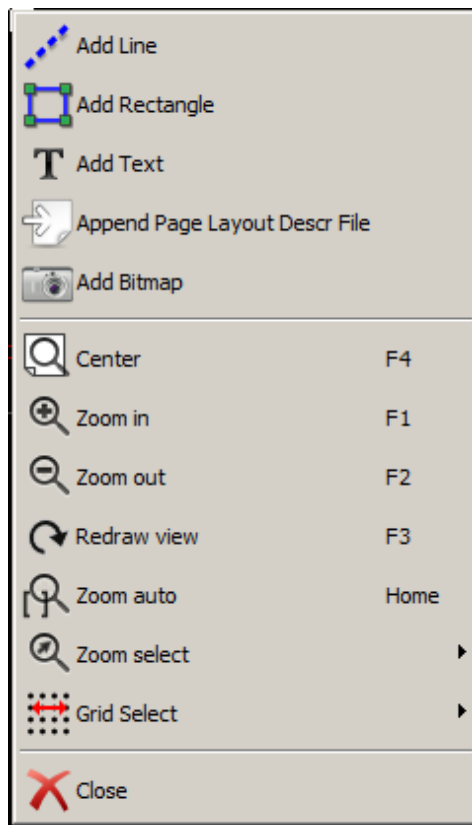 Add Line
Add Rectangle
T Add Text
Append Page Layout Descr File
Add Bitmap
Center F4
Zoom in F1
Zoom out F2
Redraw view F3
Zoom auto Home
Zoom select
Grid Select
Close